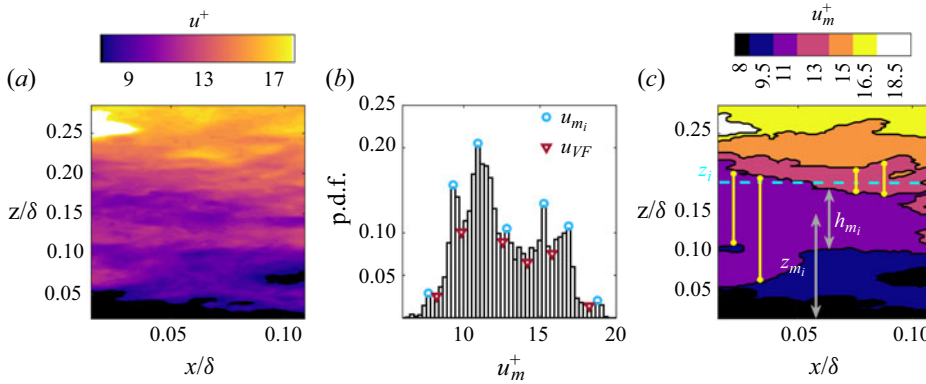 u⁺
9 13 17
(a)
0.25
0.20
z/δ
0.15
0.10
0.05
0.05 0.10
x/δ
(b)
p.d.f.
0.25
0.20
0.10
0.05
u_{m_i}
u_{VF}
10 15 20
u_m⁺
u_m⁺
8 9.5 11 13 15 16.5 18.5
(c)
0.25
0.20
z_i
z/δ
0.15
h_{m_i}
0.10
z_{m_i}
0.05
0.05 0.10
x/δ